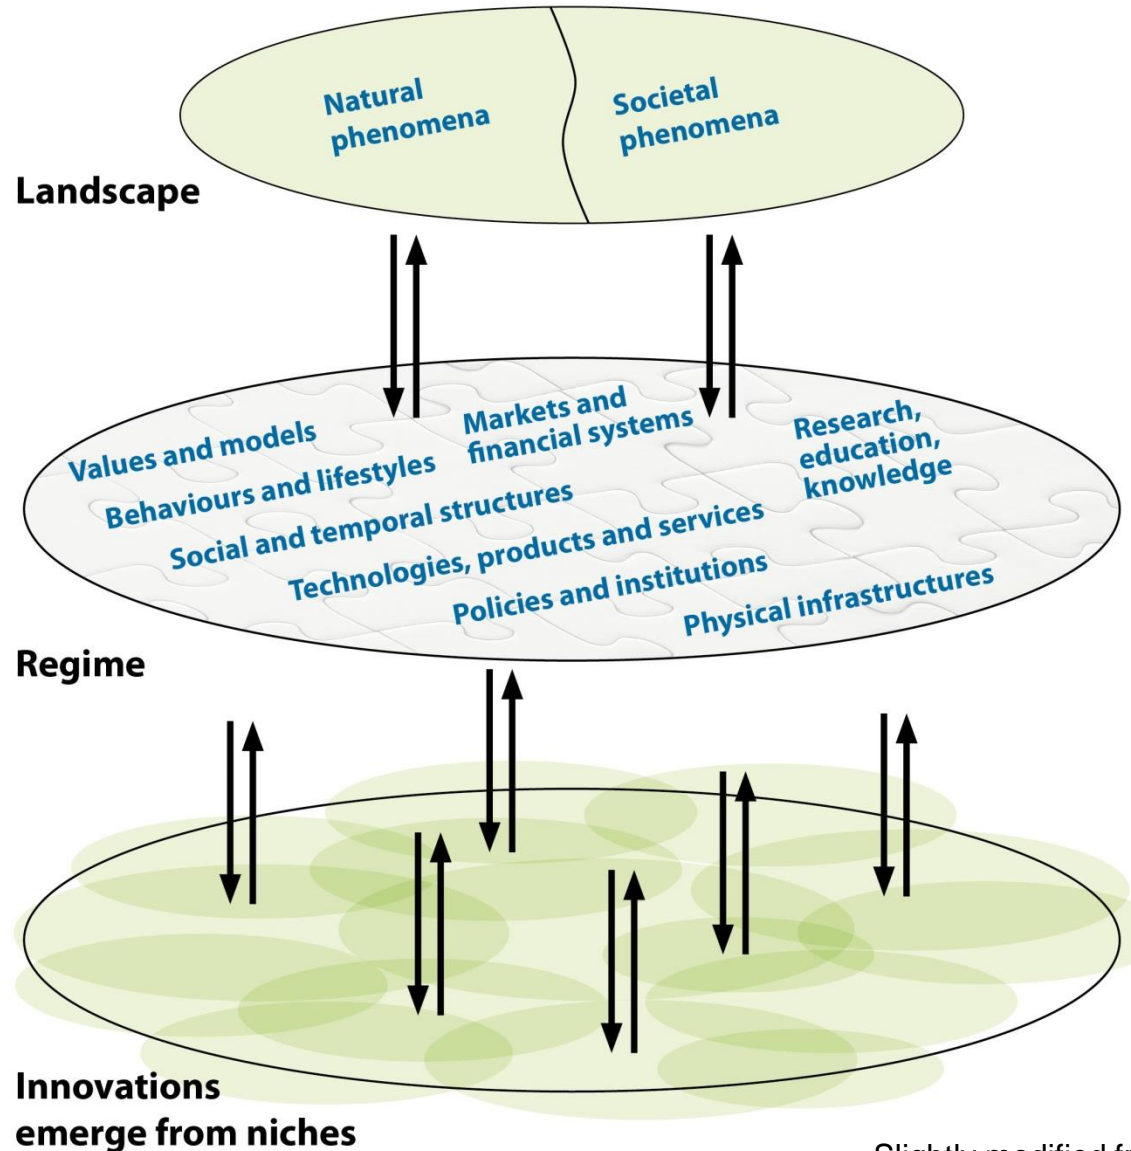 Natural
phenomena
Societal
phenomena
Landscape
Values and models
Behaviours and lifestyles
Social and temporal structures
Markets and
financial systems
Research,
education,
knowledge
Technologies, products and services
Policies and institutions
Physical infrastructures
Regime
Innovations
emerge from niches